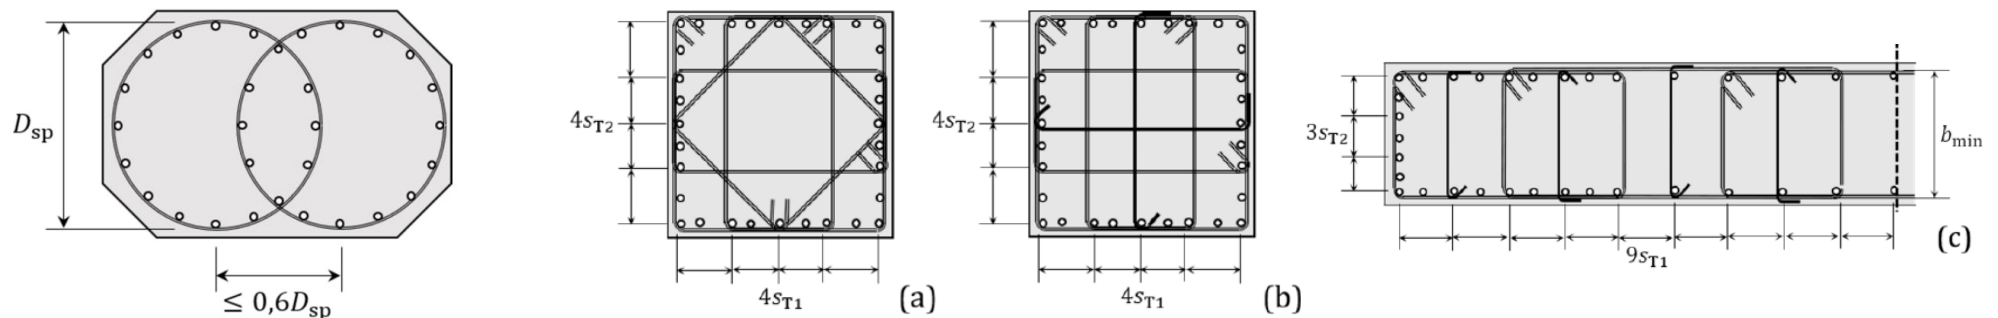 D_sp
≤ 0,6D_sp
4s_T2
4s_T1
(a)
4s_T2
4s_T1
(b)
3s_T2
b_min
9s_T1
(c)